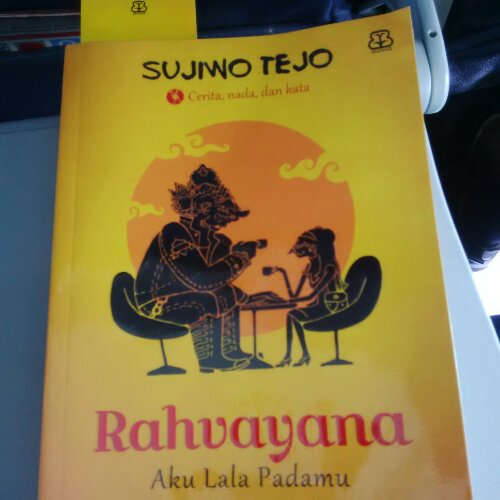 SUJIWO TEJO
Cerita, nada, dan kata
Rahvayana
Aku Lala Padamu